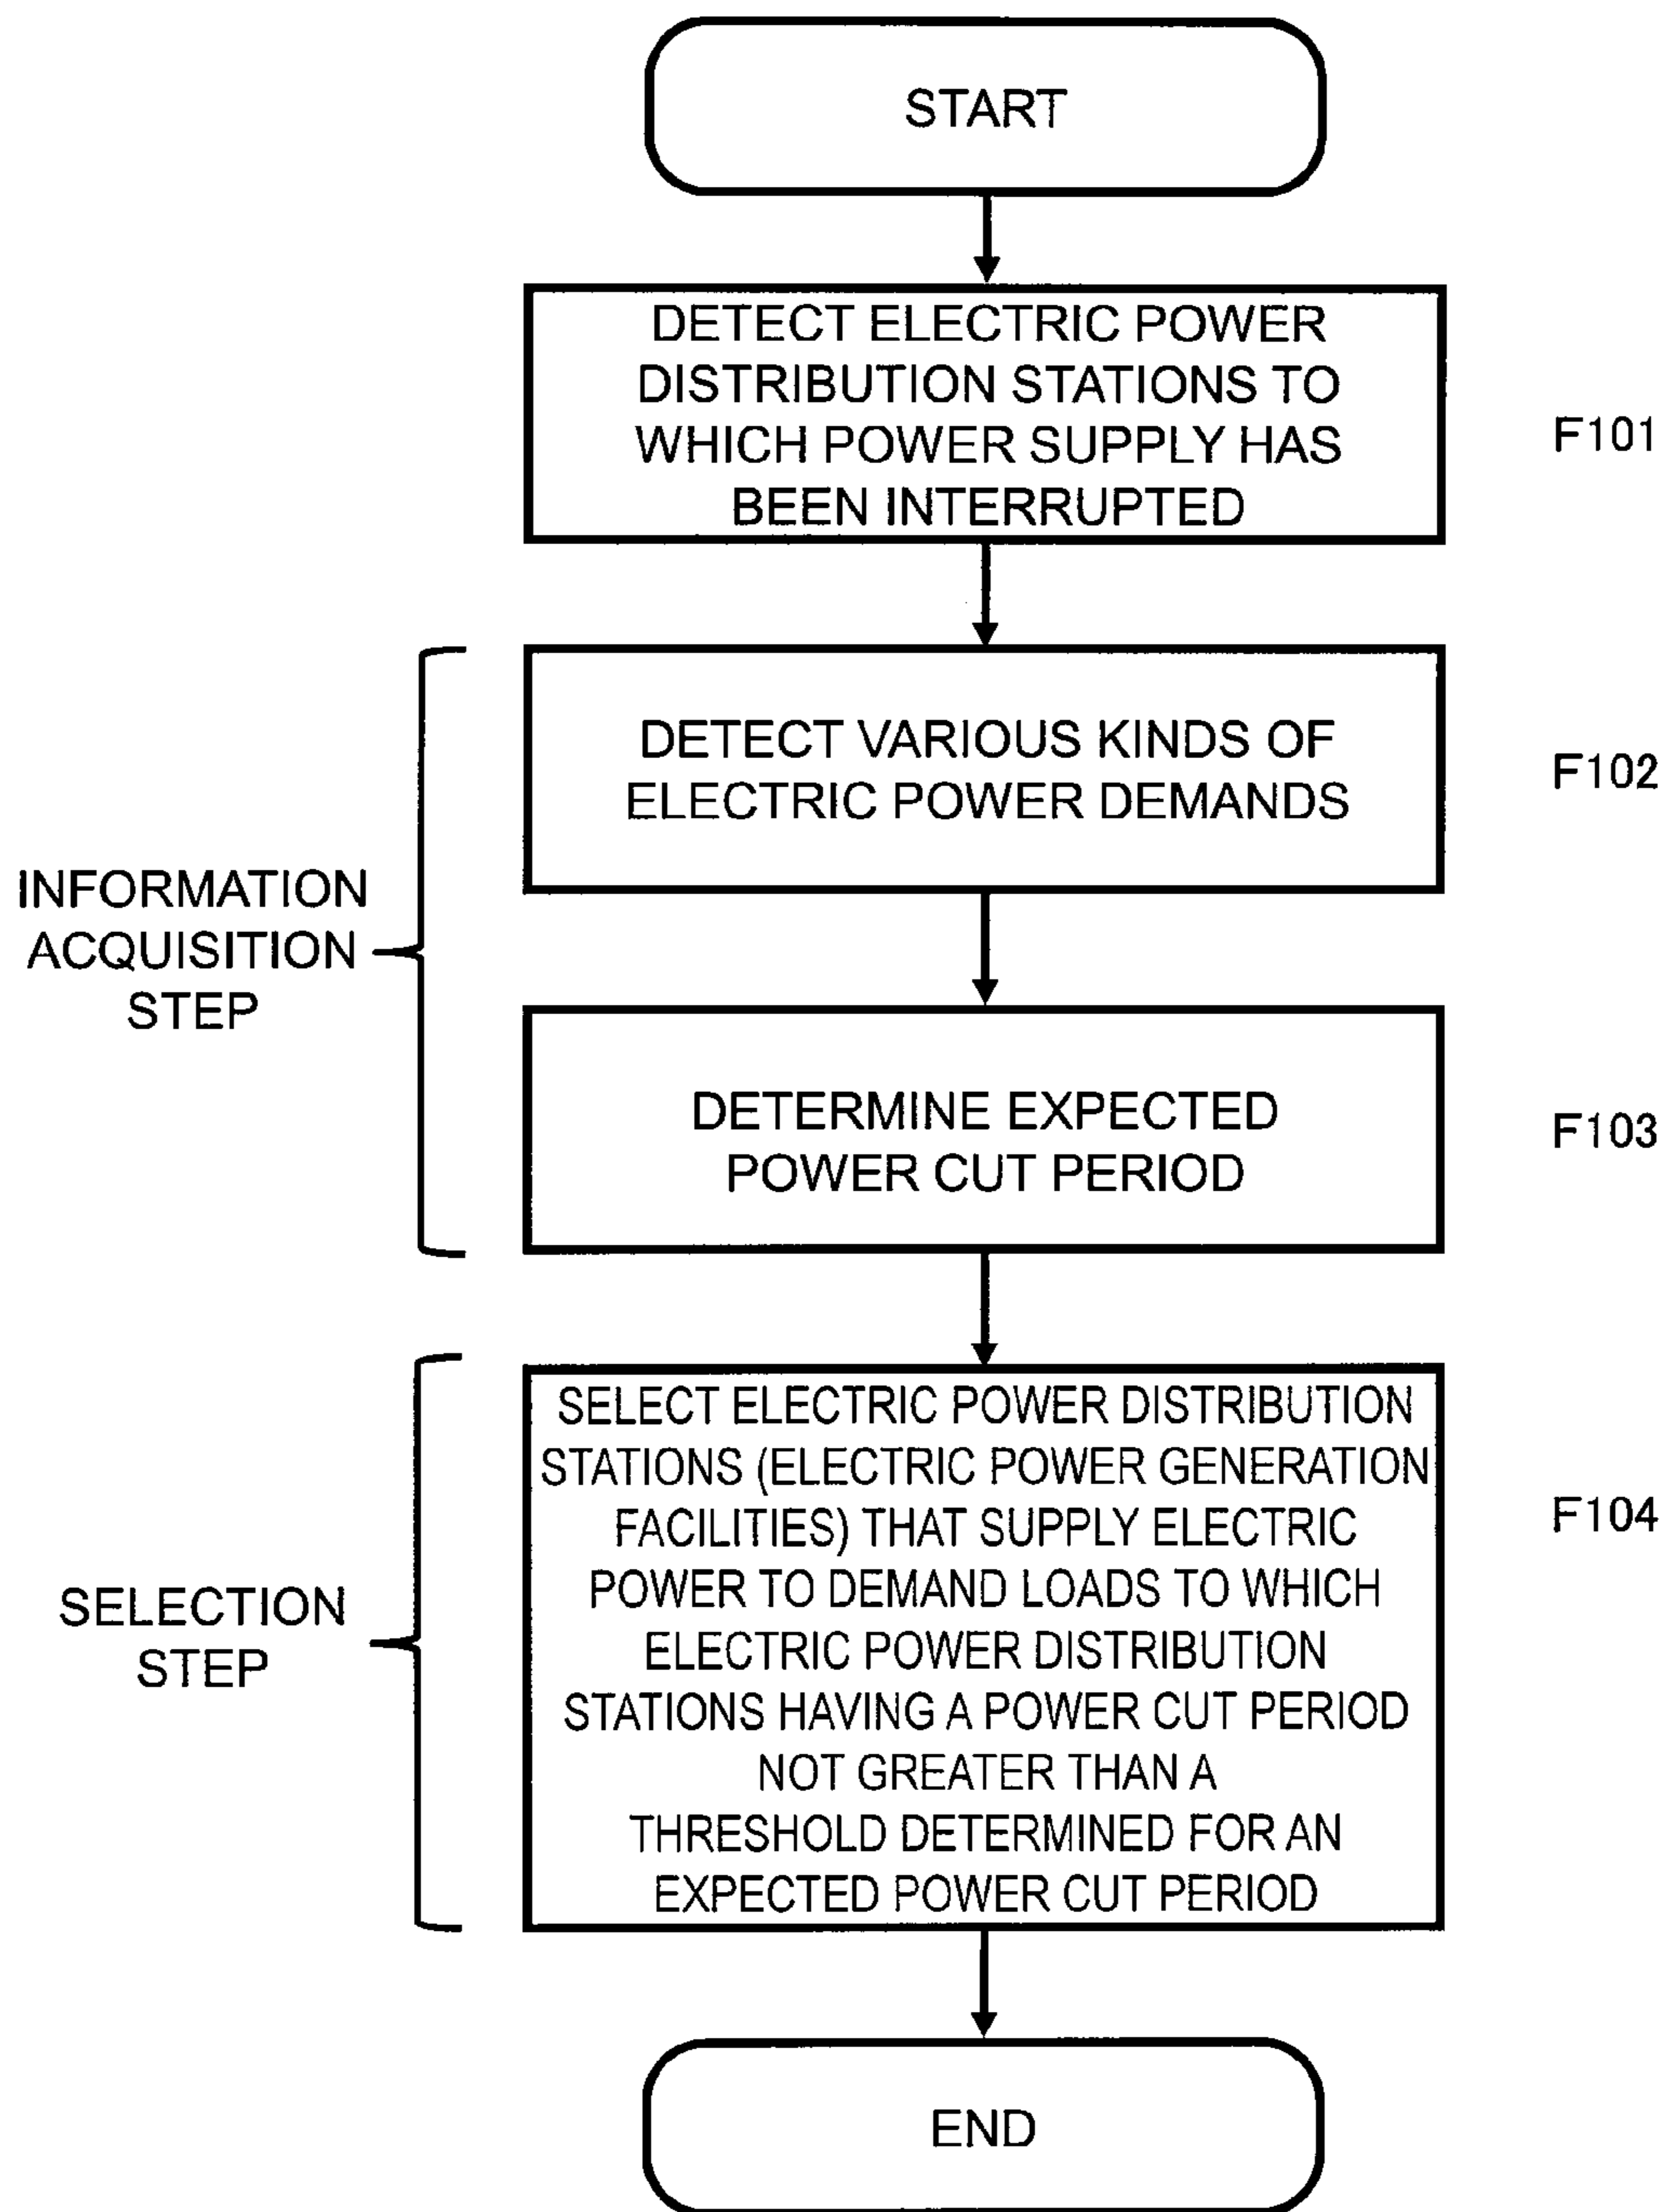 START
DETECT ELECTRIC POWER
DISTRIBUTION STATIONS TO
WHICH POWER SUPPLY HAS
BEEN INTERRUPTED
F101
DETECT VARIOUS KINDS OF
ELECTRIC POWER DEMANDS
F102
INFORMATION
ACQUISITION
STEP
DETERMINE EXPECTED
POWER CUT PERIOD
F103
SELECT ELECTRIC POWER DISTRIBUTION
STATIONS (ELECTRIC POWER GENERATION
FACILITIES) THAT SUPPLY ELECTRIC
POWER TO DEMAND LOADS TO WHICH
ELECTRIC POWER DISTRIBUTION
STATIONS HAVING A POWER CUT PERIOD
NOT GREATER THAN A
THRESHOLD DETERMINED FOR AN
EXPECTED POWER CUT PERIOD
F104
SELECTION
STEP
END